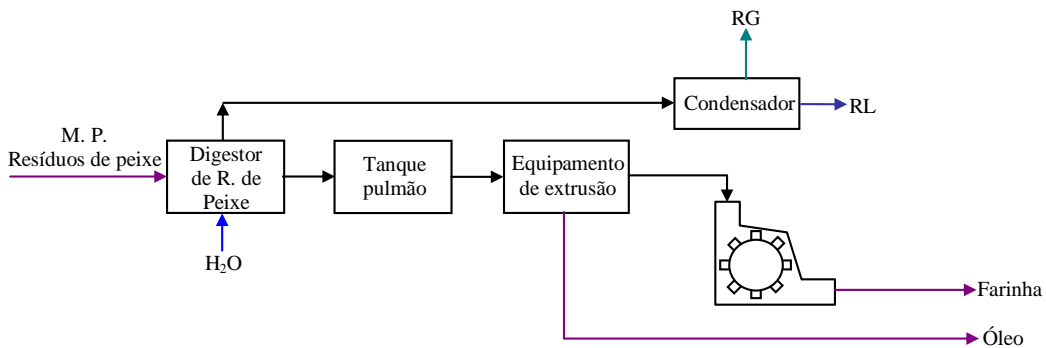 RG
Condensador
RL
M. P.
Resíduos de peixe
Digestor
de R. de
Peixe
Tanque
pulmão
Equipamento
de extrusão
H₂O
Farinha
Óleo